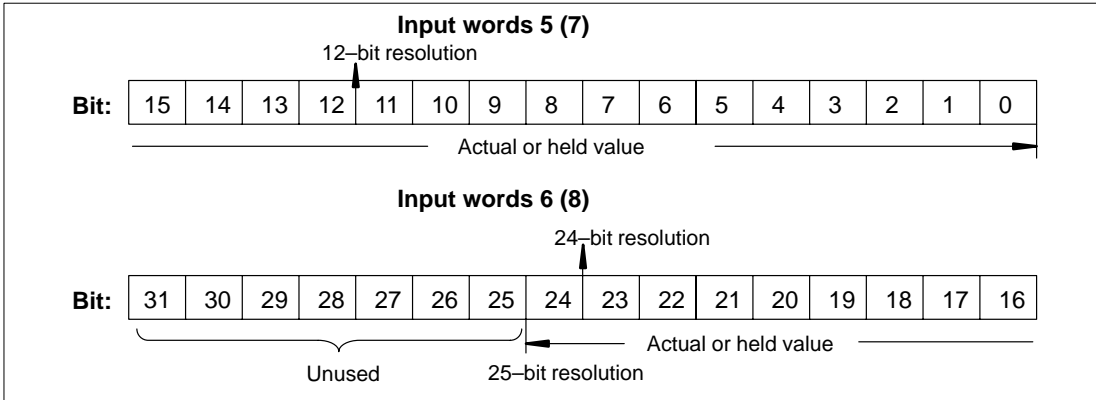 Input words 5 (7)
12–bit resolution
Bit: 15 14 13 12 11 10 9 8 7 6 5 4 3 2 1 0
Actual or held value
Input words 6 (8)
24–bit resolution
Bit: 31 30 29 28 27 26 25 24 23 22 21 20 19 18 17 16
Actual or held value
Unused
25–bit resolution